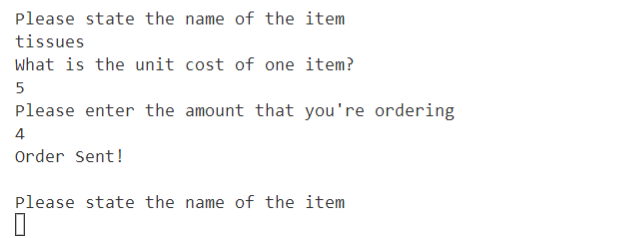 Please state the name of the item
tissues
What is the unit cost of one item?
5
Please enter the amount that you're ordering
4
Order Sent!
Please state the name of the item